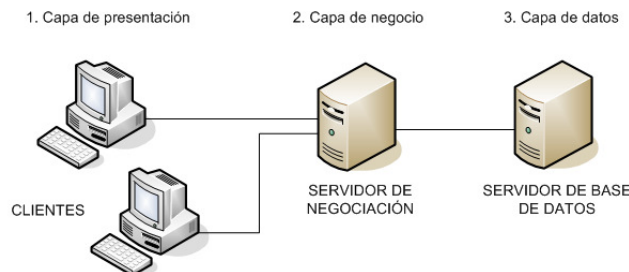 1. Capa de presentación
2. Capa de negocio
3. Capa de datos
CLIENTES
SERVIDOR DE
NEGOCIACIÓN
SERVIDOR DE BASE
DE DATOS